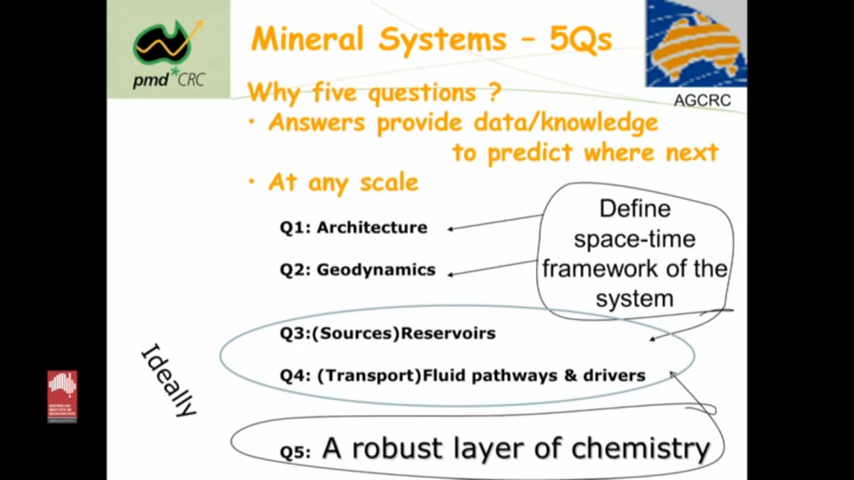 Mineral Systems – 5Qs
pmd*CRC
AGCRC
Why five questions ?
• Answers provide data/knowledge
to predict where next
• At any scale
Define
space-time
framework of the
system
Q1: Architecture
Q2: Geodynamics
Q3:(Sources)Reservoirs
Q4: (Transport)Fluid pathways & drivers
Ideally
Q5: A robust layer of chemistry